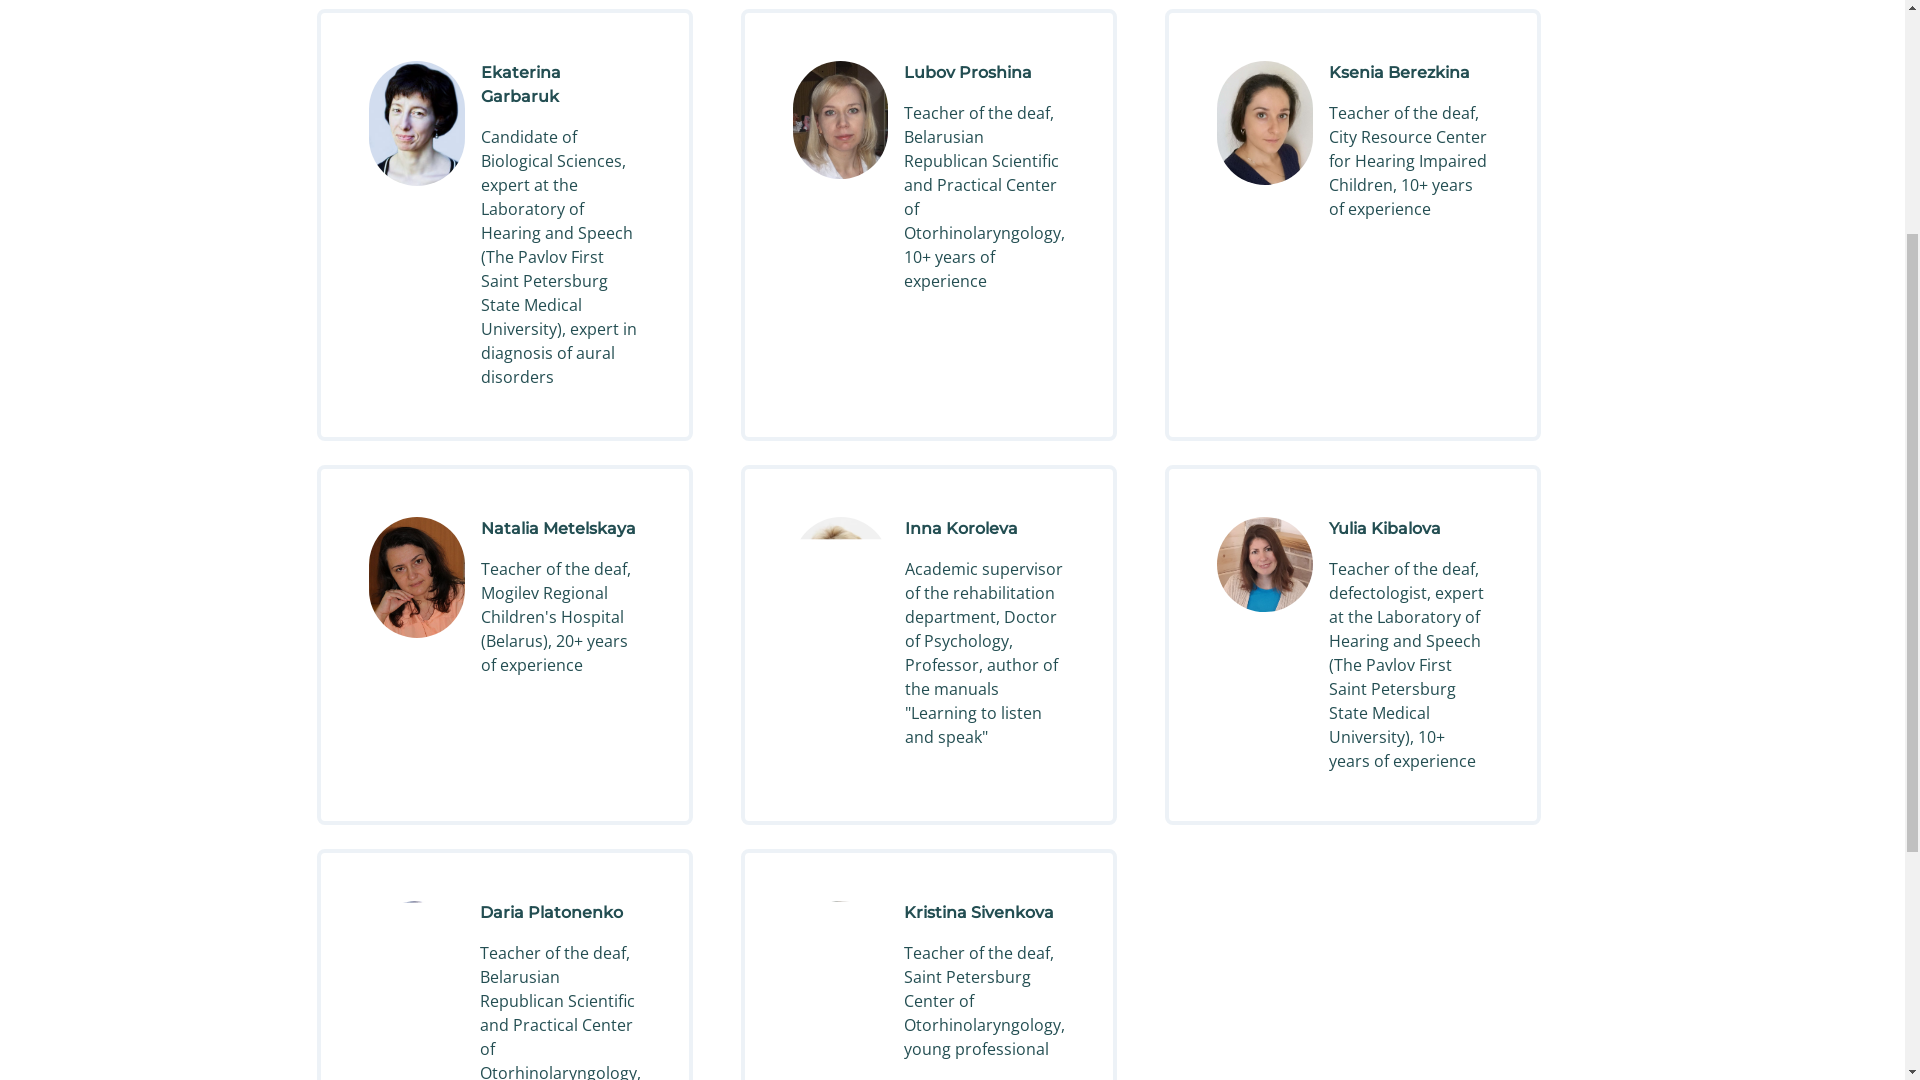 Ekaterina
Garbaruk
Candidate of
Biological Sciences,
expert at the
Laboratory of
Hearing and Speech
(The Pavlov First
Saint Petersburg
State Medical
University), expert in
diagnosis of aural
disorders
Lubov Proshina
Teacher of the deaf,
Belarusian
Republican Scientific
and Practical Center
of
Otorhinolaryngology,
10+ years of
experience
Ksenia Berezkina
Teacher of the deaf,
City Resource Center
for Hearing Impaired
Children, 10+ years
of experience
Natalia Metelskaya
Teacher of the deaf,
Mogilev Regional
Children's Hospital
(Belarus), 20+ years
of experience
Inna Koroleva
Academic supervisor
of the rehabilitation
department, Doctor
of Psychology,
Professor, author of
the manuals
"Learning to listen
and speak"
Yulia Kibalova
Teacher of the deaf,
defectologist, expert
at the Laboratory of
Hearing and Speech
(The Pavlov First
Saint Petersburg
State Medical
University), 10+
years of experience
Daria Platonenko
Teacher of the deaf,
Belarusian
Republican Scientific
and Practical Center
of
Otorhinolaryngology,
Kristina Sivenkova
Teacher of the deaf,
Saint Petersburg
Center of
Otorhinolaryngology,
young professional